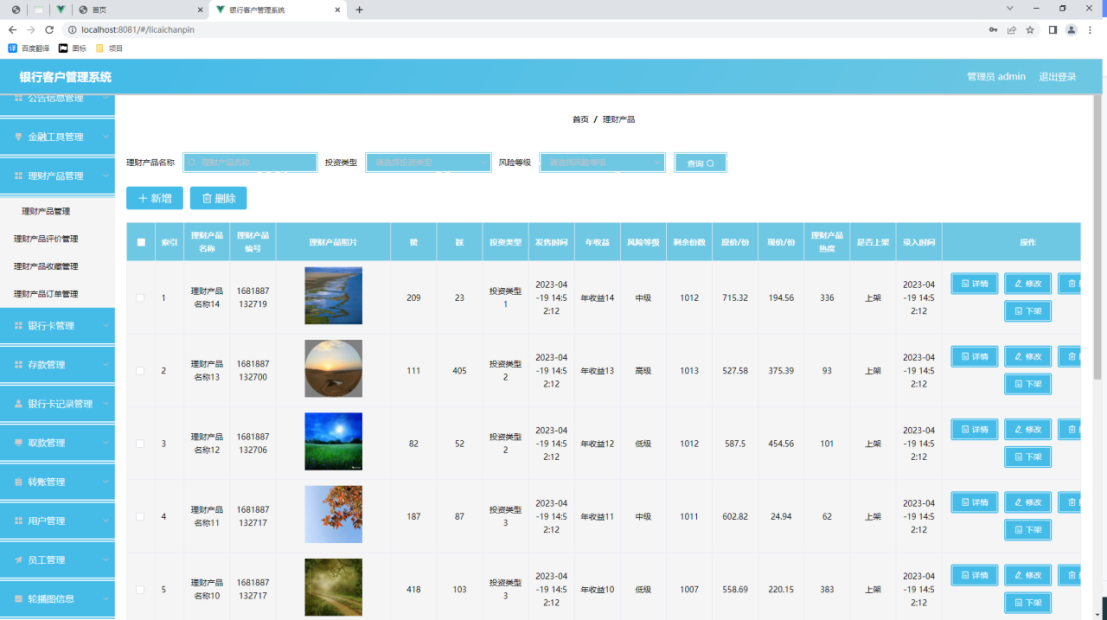 首页
银行客户管理系统
localhost:8081/#/licaichanpin
百度翻译 图标 项目
银行客户管理系统 管理员 admin 退出登录
公告信息管理
金融工具管理
理财产品管理
理财产品管理
理财产品评价管理
理财产品收藏管理
理财产品订单管理
银行卡管理
存款管理
银行卡记录管理
取款管理
转账管理
用户管理
员工管理
轮播图信息
首页 / 理财产品
理财产品名称 理财产品名称 投资类型 请选择投资类型 风险等级 请选择风险等级 查询
新增 删除
索引 理财产品名称 理财产品编号 理财产品照片 赞 踩 投资类型 发售时间 年收益 风险等级 剩余份数 原价/份 现价/份 理财产品热度 是否上架 录入时间 操作
1 理财产品名称14 1681887132719 209 23 投资类型1 2023-04-19 14:52:12 年收益14 中级 1012 715.32 194.56 336 上架 2023-04-19 14:52:12 详情 修改 下架
2 理财产品名称13 1681887132700 111 405 投资类型2 2023-04-19 14:52:12 年收益13 高级 1013 527.58 375.39 93 上架 2023-04-19 14:52:12 详情 修改 下架
3 理财产品名称12 1681887132706 82 52 投资类型2 2023-04-19 14:52:12 年收益12 低级 1012 587.5 454.56 101 上架 2023-04-19 14:52:12 详情 修改 下架
4 理财产品名称11 1681887132717 187 87 投资类型3 2023-04-19 14:52:12 年收益11 中级 1011 602.82 24.94 62 上架 2023-04-19 14:52:12 详情 修改 下架
5 理财产品名称10 1681887132717 418 103 投资类型3 2023-04-19 14:52:12 年收益10 低级 1007 558.69 220.15 383 上架 2023-04-19 14:52:12 详情 修改 下架